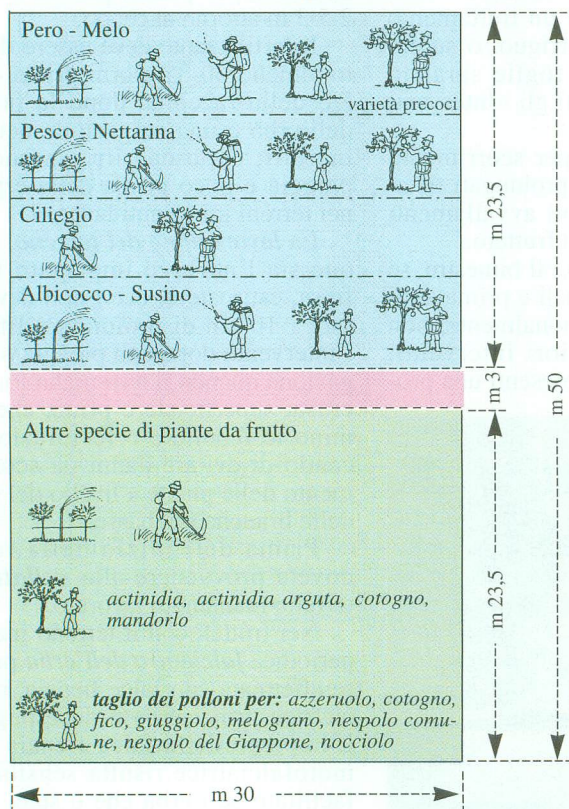 Pero - Melo
varietà precoci
Pesco - Nettarina
Ciliegio
Albicocco - Susino
m 23,5
m 3
m 50
Altre specie di piante da frutto
actinidia, actinidia arguta, cotogno,
mandorlo
taglio dei polloni per: azzeruolo, cotogno,
fico, giuggiolo, melograno, nespolo comu-
ne, nespolo del Giappone, nocciolo
m 23,5
m 30